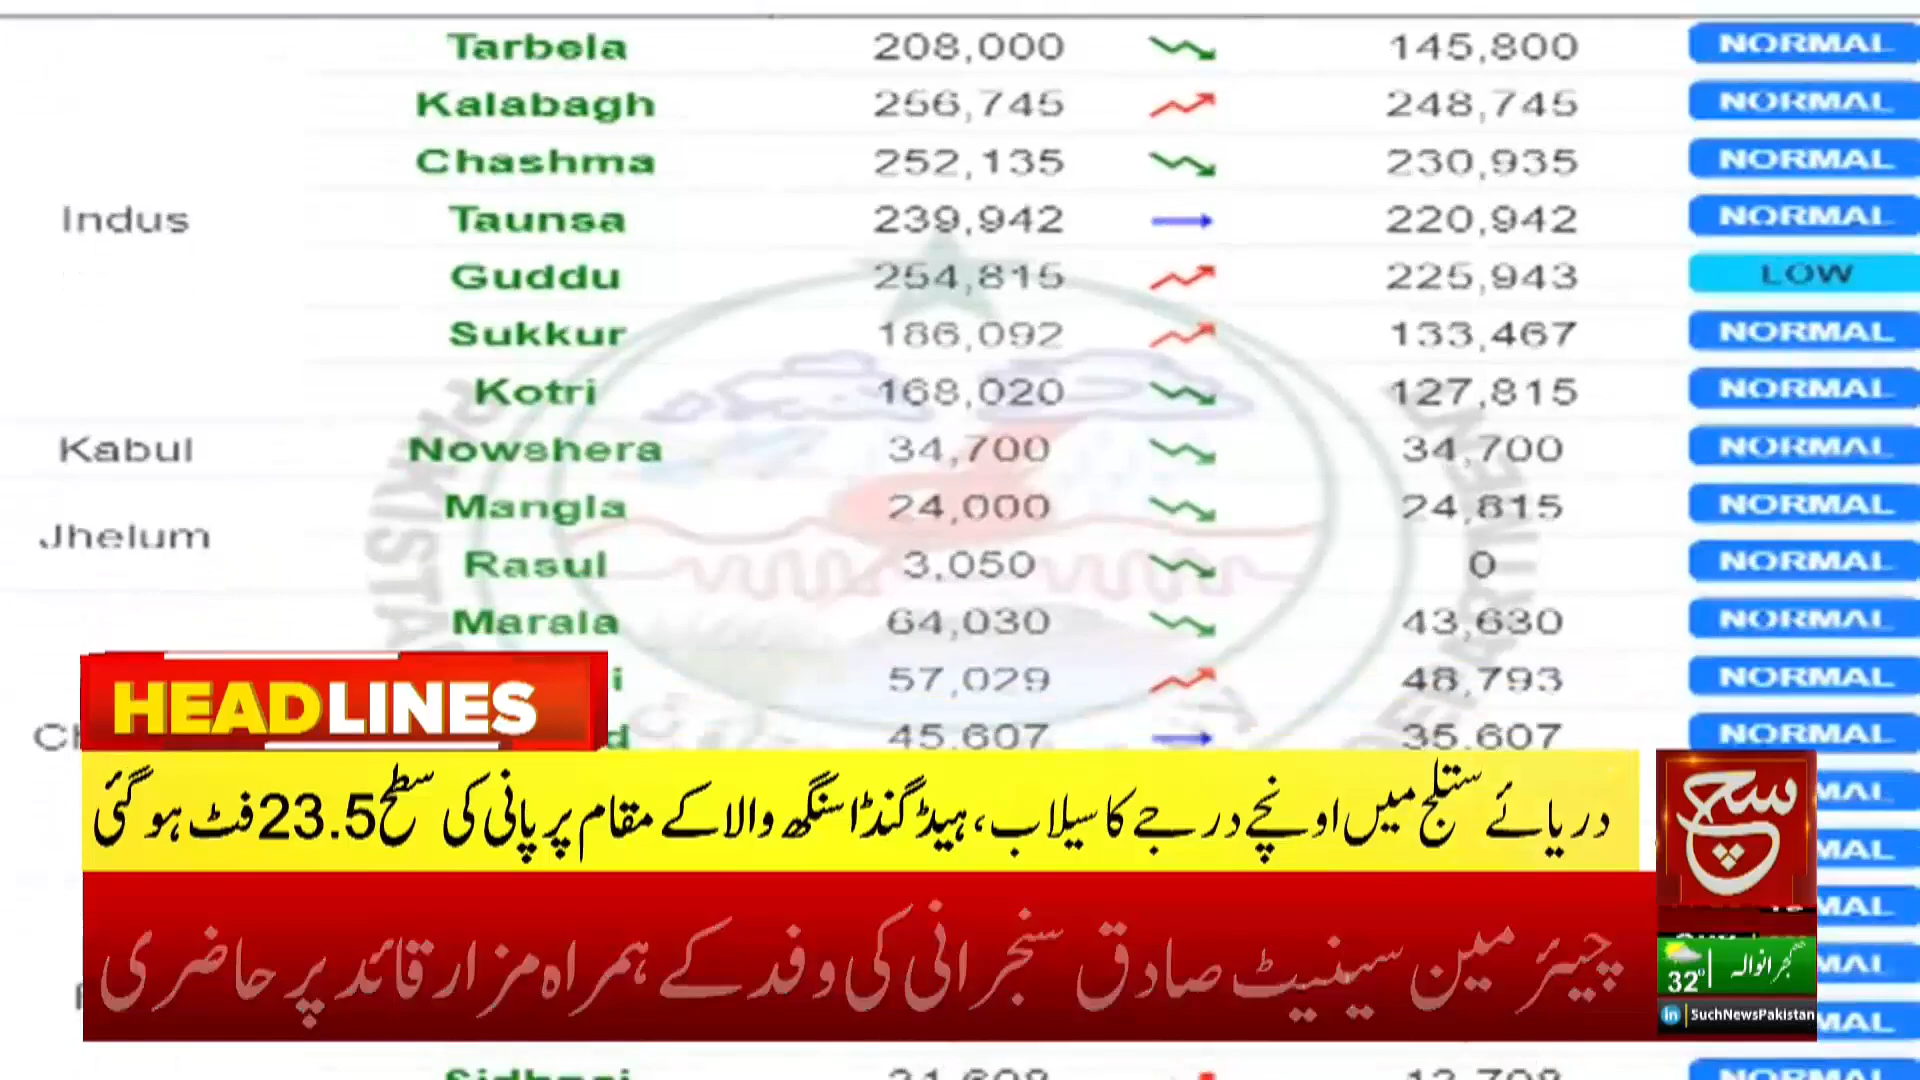 Tarbela 208,000 145,800 NORMAL
Kalabagh 256,745 248,745 NORMAL
Chashma 252,135 230,935 NORMAL
Indus Taunsa 239,942 220,942 NORMAL
Guddu 254,815 225,943 LOW
Sukkur 186,092 133,467 NORMAL
Kotri 168,020 127,815 NORMAL
Kabul Nowshera 34,700 34,700 NORMAL
Mangla 24,000 24,815 NORMAL
Jhelum
Rasul 3,050 0 NORMAL
Marala 64,030 43,630 NORMAL
57,029 48,793 NORMAL
45,607 35,607 NORMAL
HEADLINES
دریائے ستلج میں اونچے درجے کا سیلاب، ہیڈ گنڈا سنگھ والا کے مقام پر پانی کی سطح 23.5 فٹ ہو گئی
چیئرمین سینیٹ صادق سنجرانی کی وفد کے ہمراہ مزار قائد پر حاضری
سچ
32° گجرانوالہ
in SuchNewsPakistan